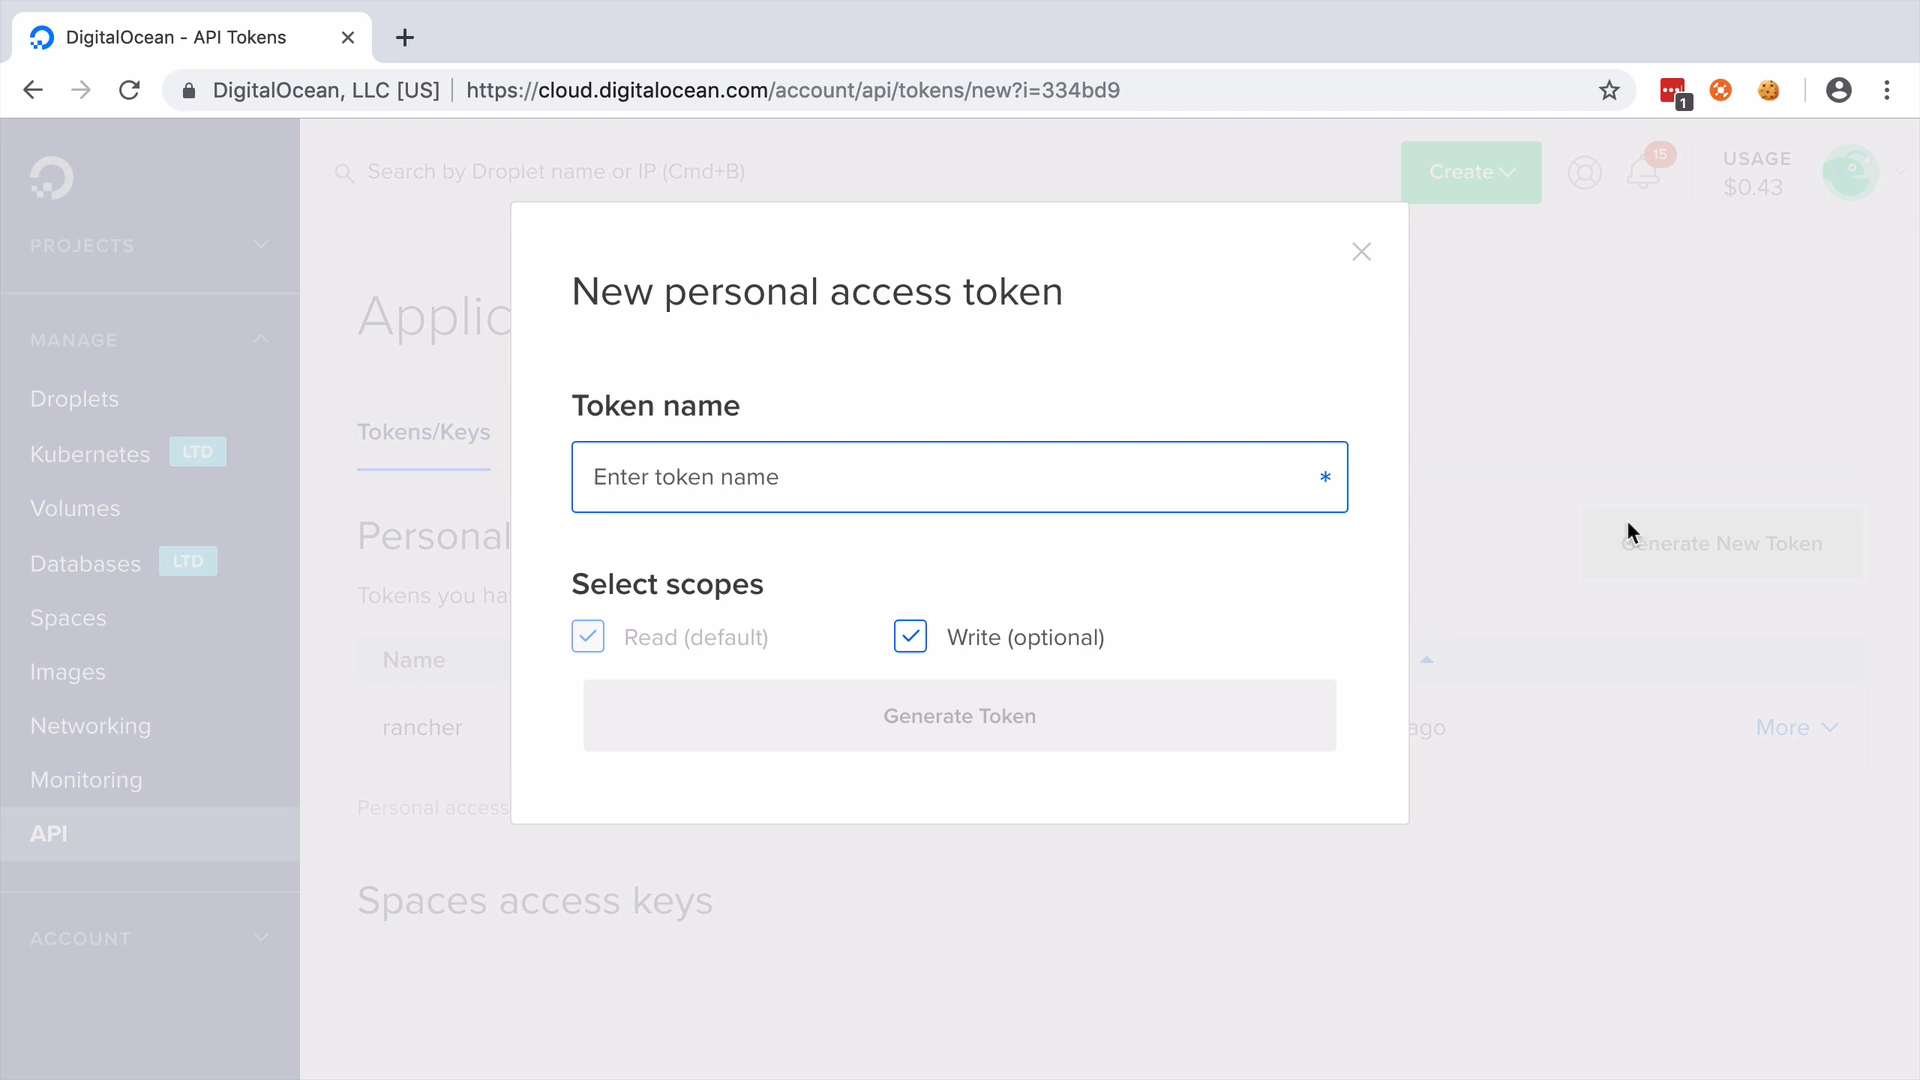 DigitalOcean - API Tokens
DigitalOcean, LLC [US] https://cloud.digitalocean.com/account/api/tokens/new?i=334bd9
1
Search by Droplet name or IP (Cmd+B)
Create
15
USAGE
$0.43
PROJECTS
MANAGE
Droplets
Kubernetes LTD
Volumes
Databases LTD
Spaces
Images
Networking
Monitoring
API
ACCOUNT
Applic
Tokens/Keys
Personal
Generate New Token
Tokens you ha
Name
rancher
ago
More
Personal access
Spaces access keys
New personal access token
Token name
Enter token name *
Select scopes
Read (default) Write (optional)
Generate Token